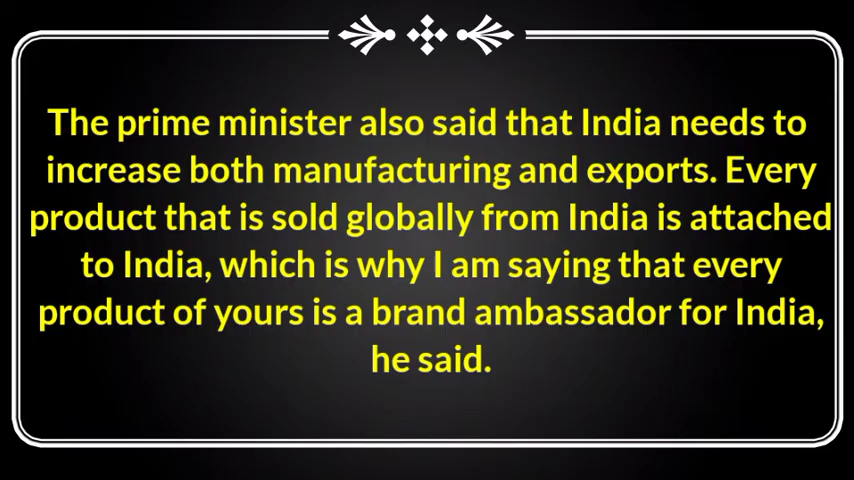 The prime minister also said that India needs to
increase both manufacturing and exports. Every
product that is sold globally from India is attached
to India, which is why I am saying that every
product of yours is a brand ambassador for India,
he said.